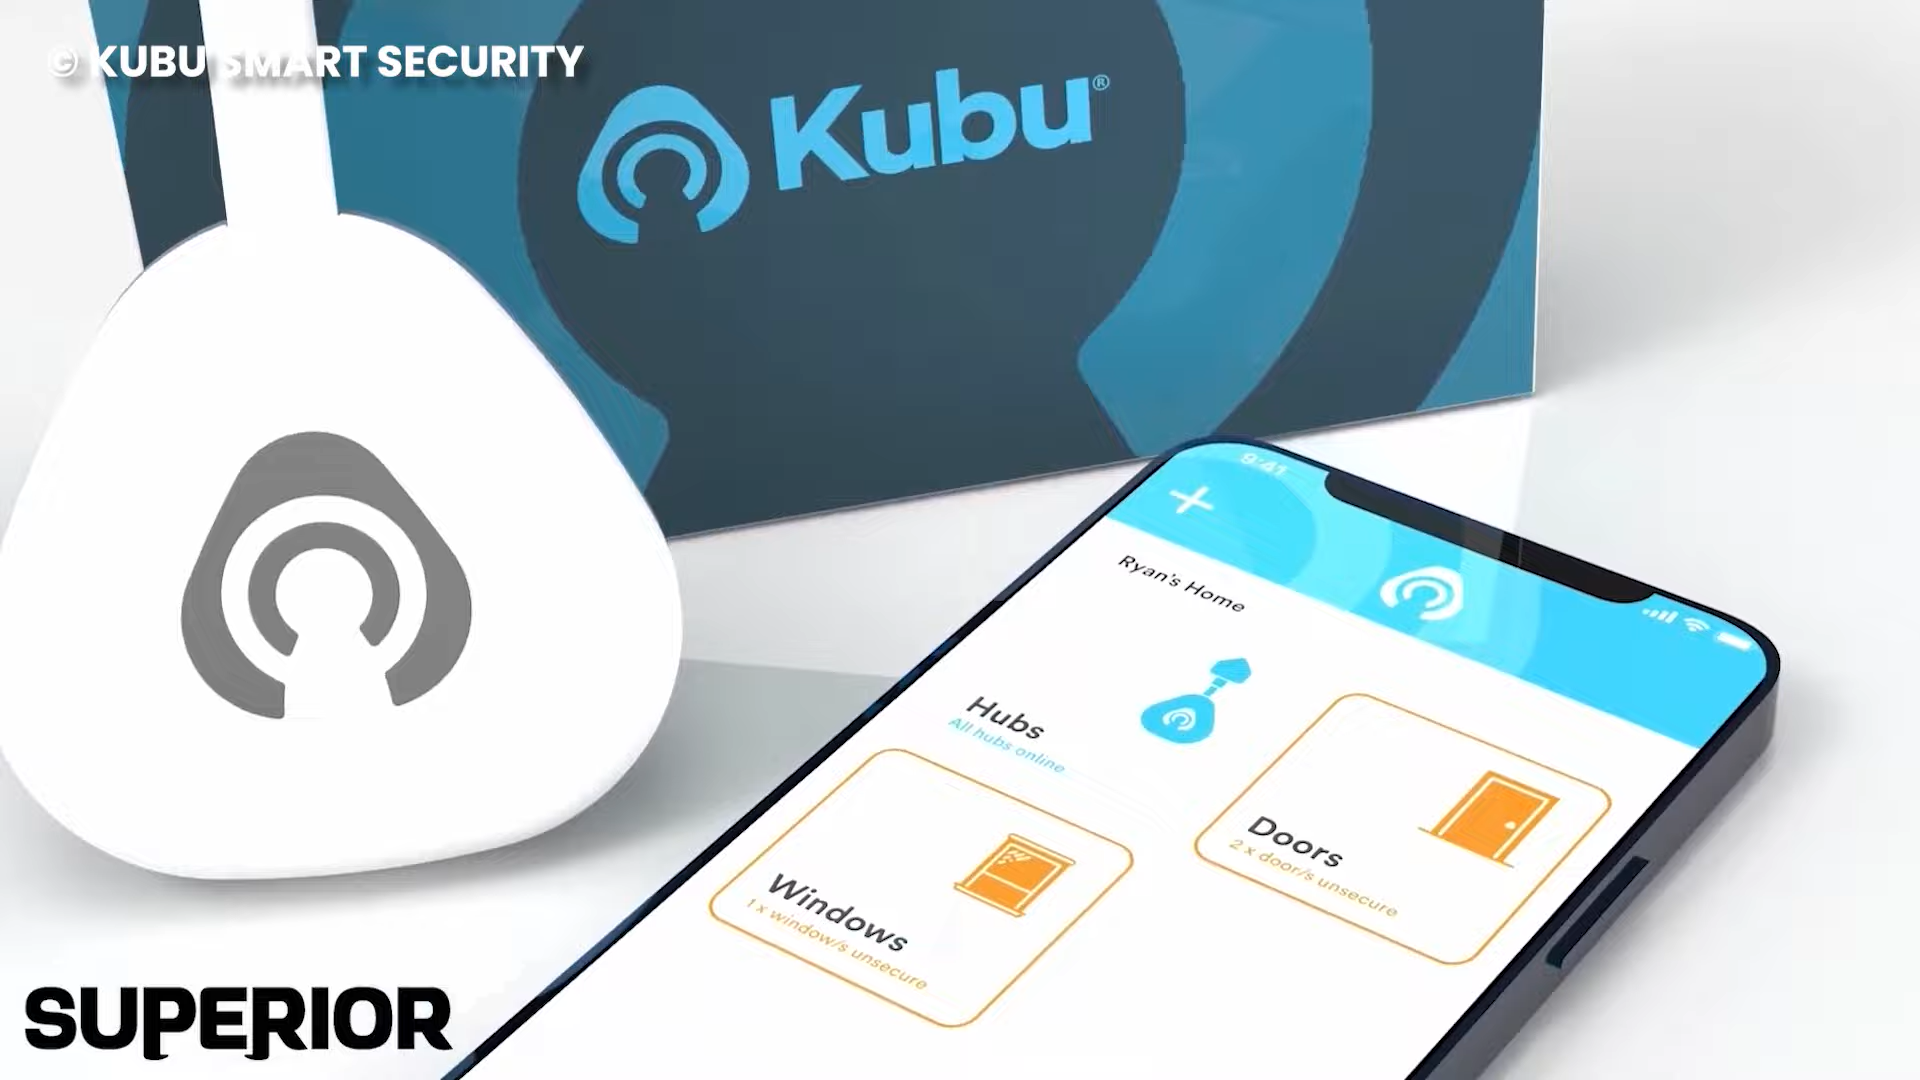 © KUBU SMART SECURITY
Kubu®
9:41
Ryan's Home
Hubs
All hubs online
Doors
2 x door/s unsecure
Windows
1 x window/s unsecure
SUPERIOR